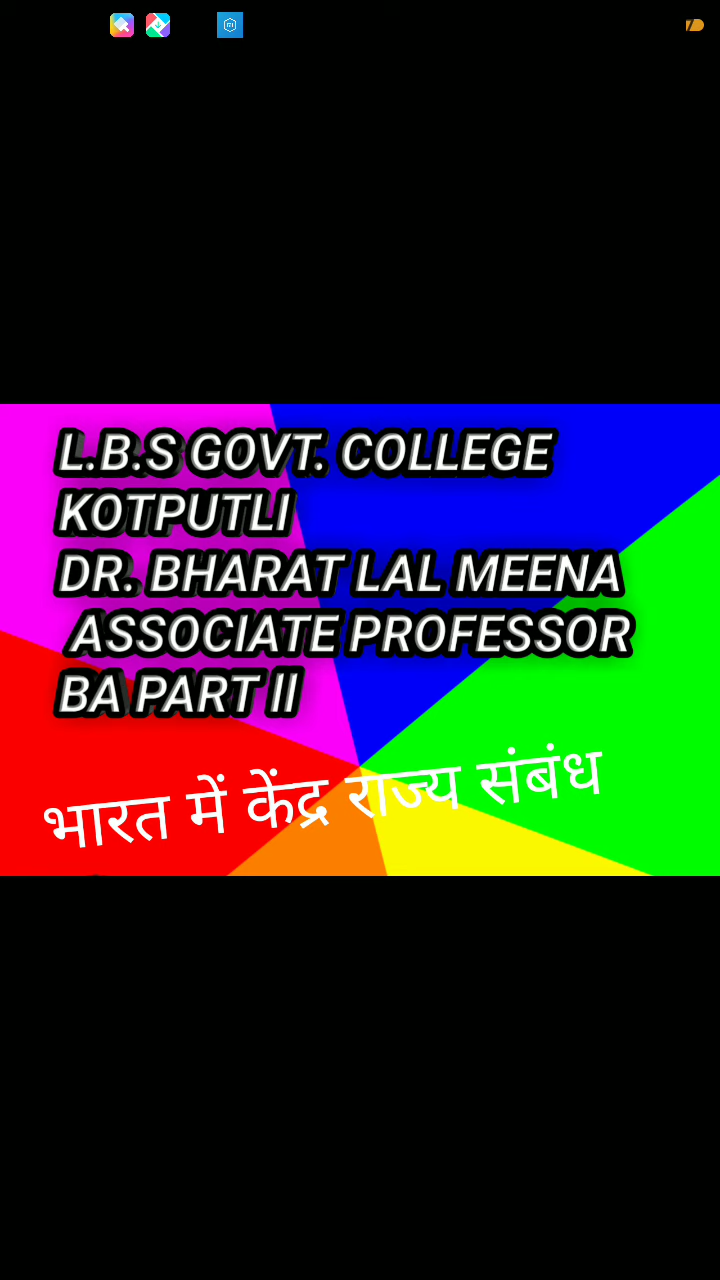 L.B.S GOVT. COLLEGE
KOTPUTLI
DR. BHARAT LAL MEENA
ASSOCIATE PROFESSOR
BA PART II
भारत में केंद्र राज्य संबंध